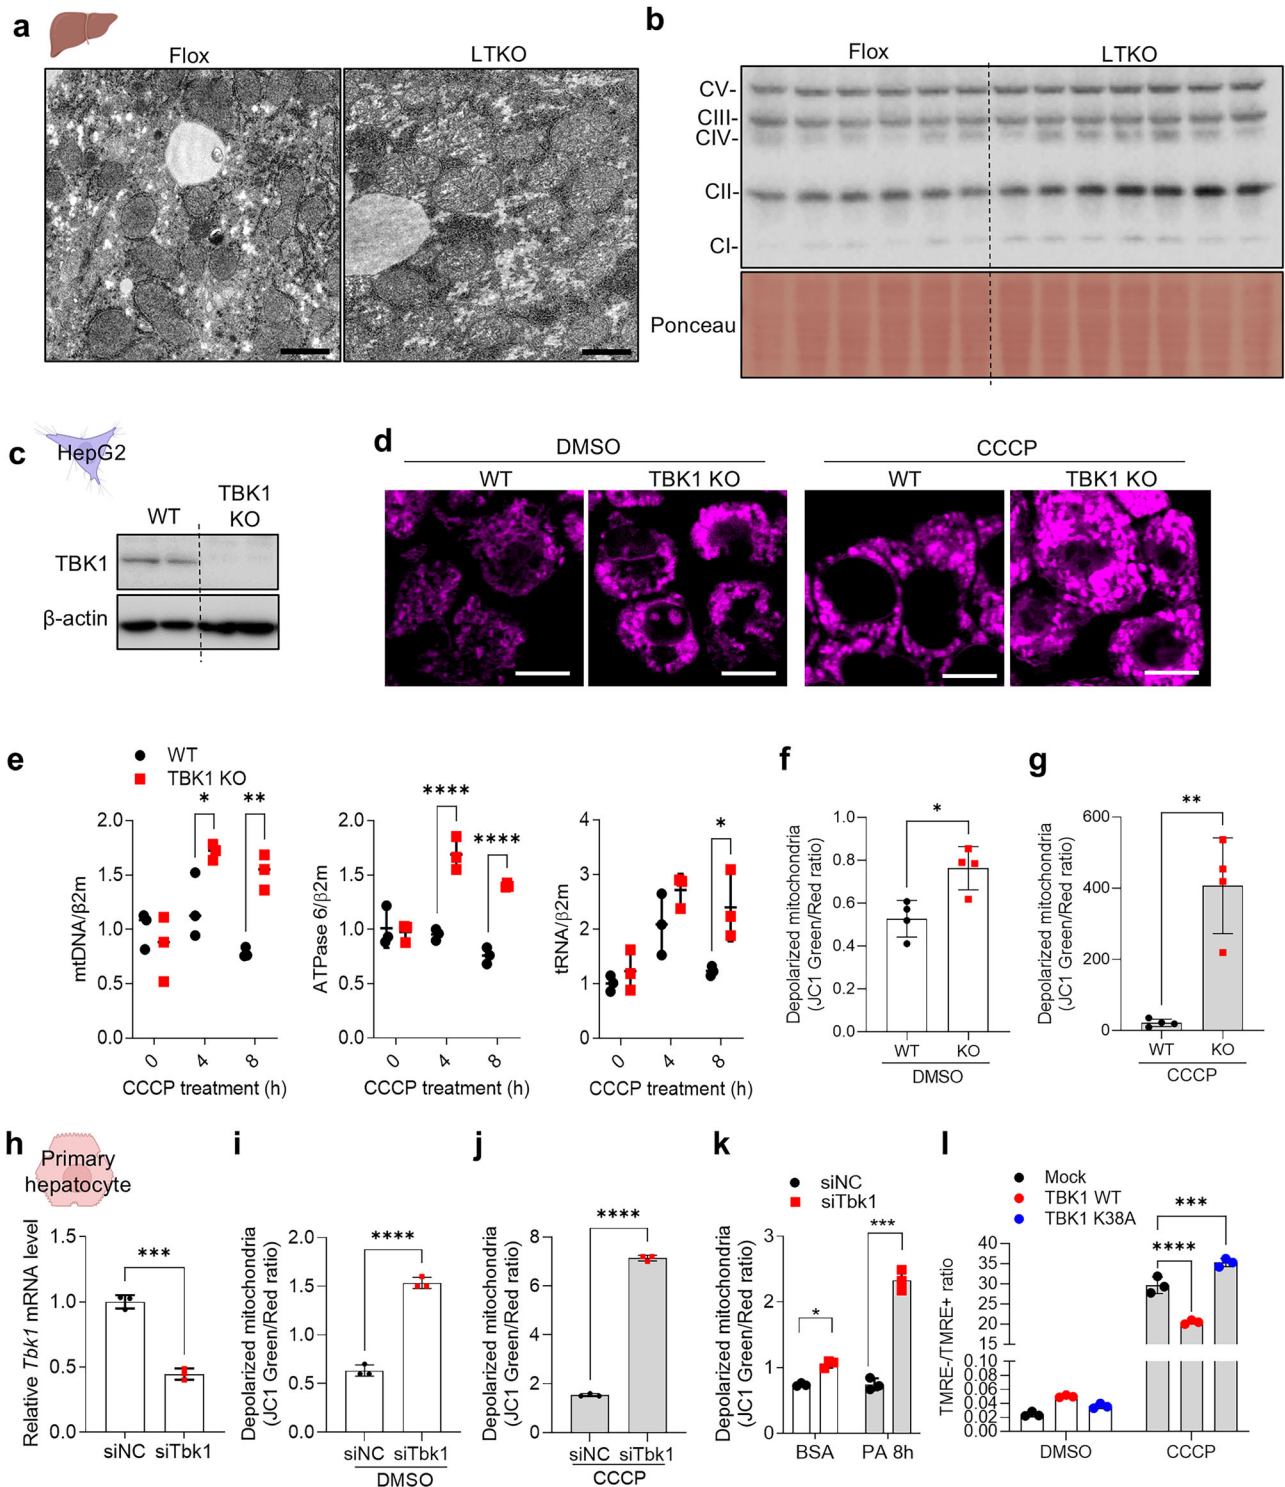 a
Flox
LTKO
b
Flox
LTKO
CV-
CIII-
CIV-
CII-
CI-
Ponceau
c
HepG2
WT
TBK1
KO
TBK1
β-actin
d
DMSO
CCCP
WT
TBK1 KO
WT
TBK1 KO
e
WT
TBK1 KO
mtDNA/β2m
2.0
1.5
1.0
0.5
0.0
*
**
0
4
8
CCCP treatment (h)
ATPase 6/β2m
2.0
1.5
1.0
0.5
0.0
****
****
0
4
8
CCCP treatment (h)
tRNA/β2m
4
3
2
1
0
*
0
4
8
CCCP treatment (h)
f
Depolarized mitochondria
(JC1 Green/Red ratio)
1.0
0.8
0.6
0.4
0.2
0.0
*
WT
KO
DMSO
g
Depolarized mitochondria
(JC1 Green/Red ratio)
600
400
200
0
**
WT
KO
CCCP
h
Primary
hepatocyte
Relative Tbk1 mRNA level
1.5
1.0
0.5
0.0
***
siNC siTbk1
i
Depolarized mitochondria
(JC1 Green/Red ratio)
2.0
1.5
1.0
0.5
0.0
****
siNC siTbk1
DMSO
j
Depolarized mitochondria
(JC1 Green/Red ratio)
8
6
4
2
0
****
siNC siTbk1
CCCP
k
siNC
siTbk1
Depolarized mitochondria
(JC1 Green/Red ratio)
3
2
1
0
*
***
BSA
PA 8h
l
Mock
TBK1 WT
TBK1 K38A
TMRE-/TMRE+ ratio
40
35
30
25
20
15
0.10
0.08
0.06
0.04
0.02
0.00
***
****
DMSO
CCCP